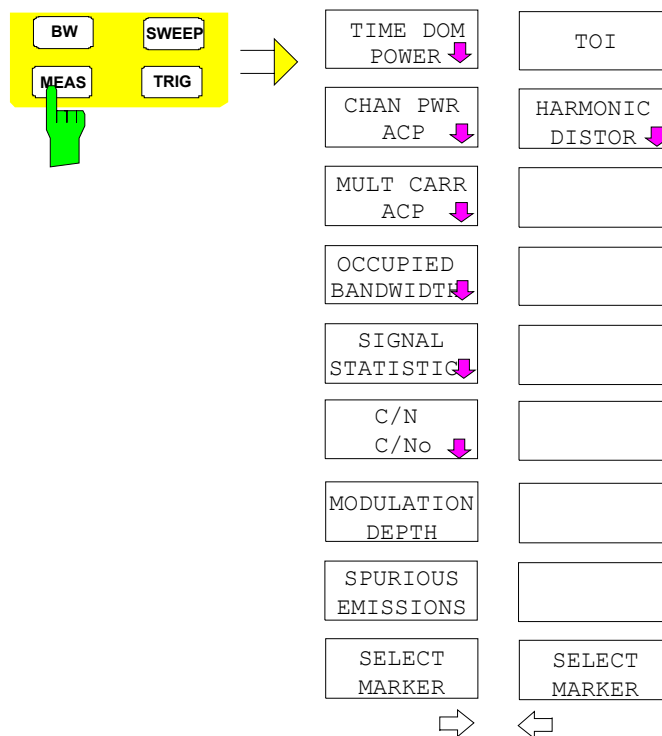 BW
SWEEP
MEAS
TRIG
TIME DOM
POWER
CHAN PWR
ACP
MULT CARR
ACP
OCCUPIED
BANDWIDTH
SIGNAL
STATISTIC
C/N
C/No
MODULATION
DEPTH
SPURIOUS
EMISSIONS
SELECT
MARKER
TOI
HARMONIC
DISTOR
SELECT
MARKER